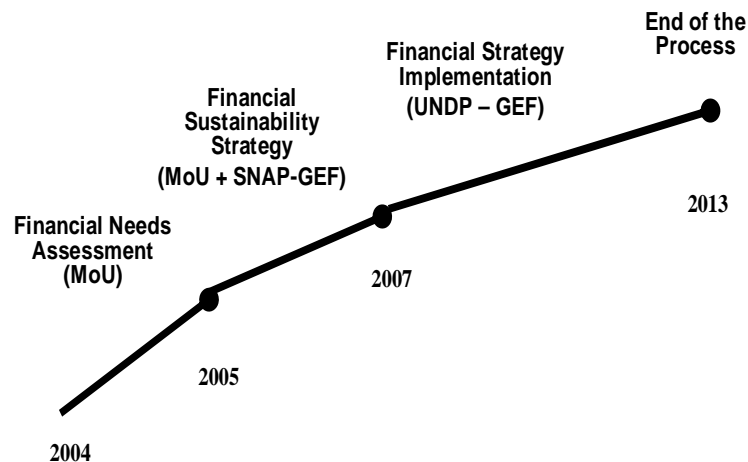 End of the
Process
Financial Strategy
Implementation
(UNDP – GEF)
Financial
Sustainability
Strategy
(MoU + SNAP-GEF)
Financial Needs
Assessment
(MoU)
2013
2007
2005
2004